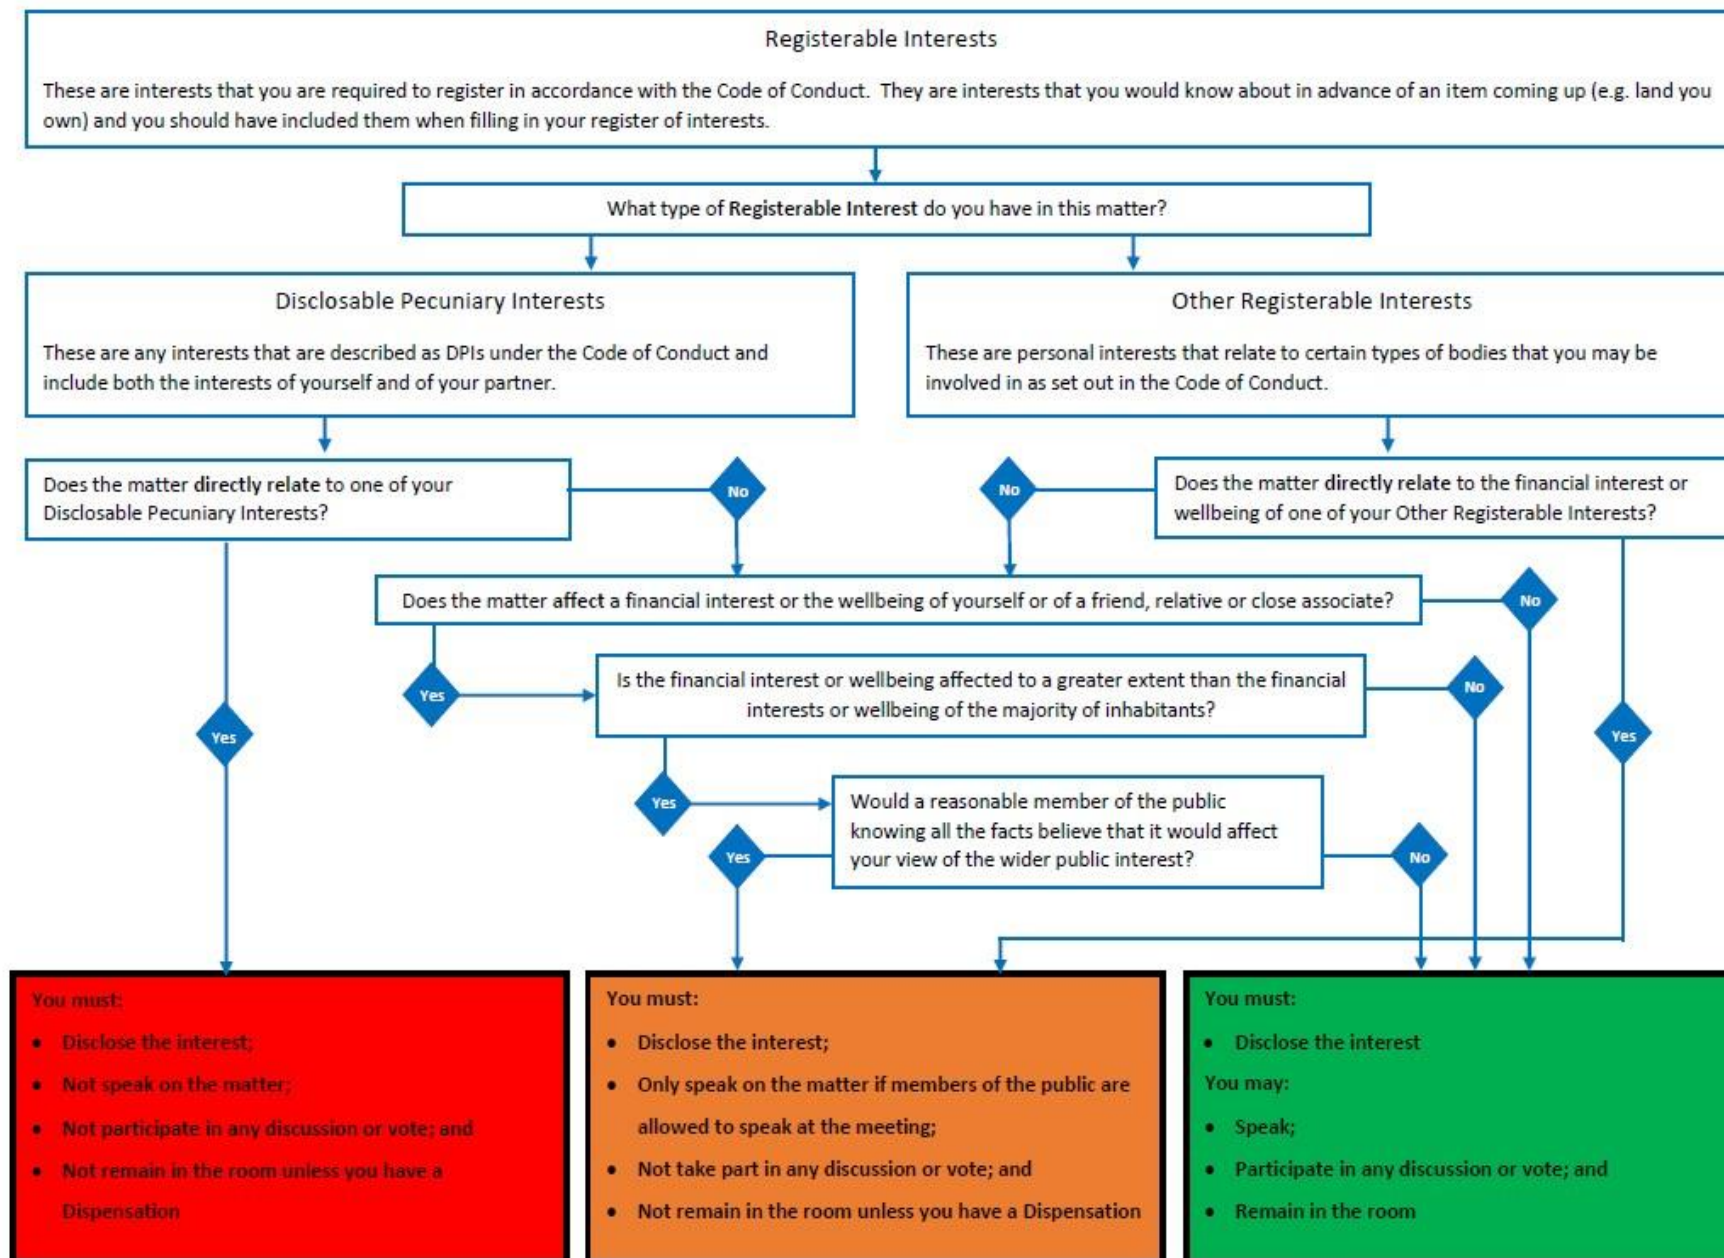 Registerable Interests
These are interests that you are required to register in accordance with the Code of Conduct. They are interests that you would know about in advance of an item coming up (e.g. land you
own) and you should have included them when filling in your register of interests.
What type of Registerable Interest do you have in this matter?
Disclosable Pecuniary Interests
These are any interests that are described as DPIs under the Code of Conduct and
include both the interests of yourself and of your partner.
Other Registerable Interests
These are personal interests that relate to certain types of bodies that you may be
involved in as set out in the Code of Conduct.
Does the matter directly relate to one of your
Disclosable Pecuniary Interests?
No
No
Does the matter directly relate to the financial interest or
wellbeing of one of your Other Registerable Interests?
Does the matter affect a financial interest or the wellbeing of yourself or of a friend, relative or close associate?
No
Yes
Is the financial interest or wellbeing affected to a greater extent than the financial
interests or wellbeing of the majority of inhabitants?
No
Yes
Yes
Yes
Would a reasonable member of the public
knowing all the facts believe that it would affect
your view of the wider public interest?
Yes
No
You must:
• Disclose the interest;
• Not speak on the matter;
• Not participate in any discussion or vote; and
• Not remain in the room unless you have a
Dispensation
You must:
• Disclose the interest;
• Only speak on the matter if members of the public are
allowed to speak at the meeting;
• Not take part in any discussion or vote; and
• Not remain in the room unless you have a Dispensation
You must:
• Disclose the interest
You may:
• Speak;
• Participate in any discussion or vote; and
• Remain in the room